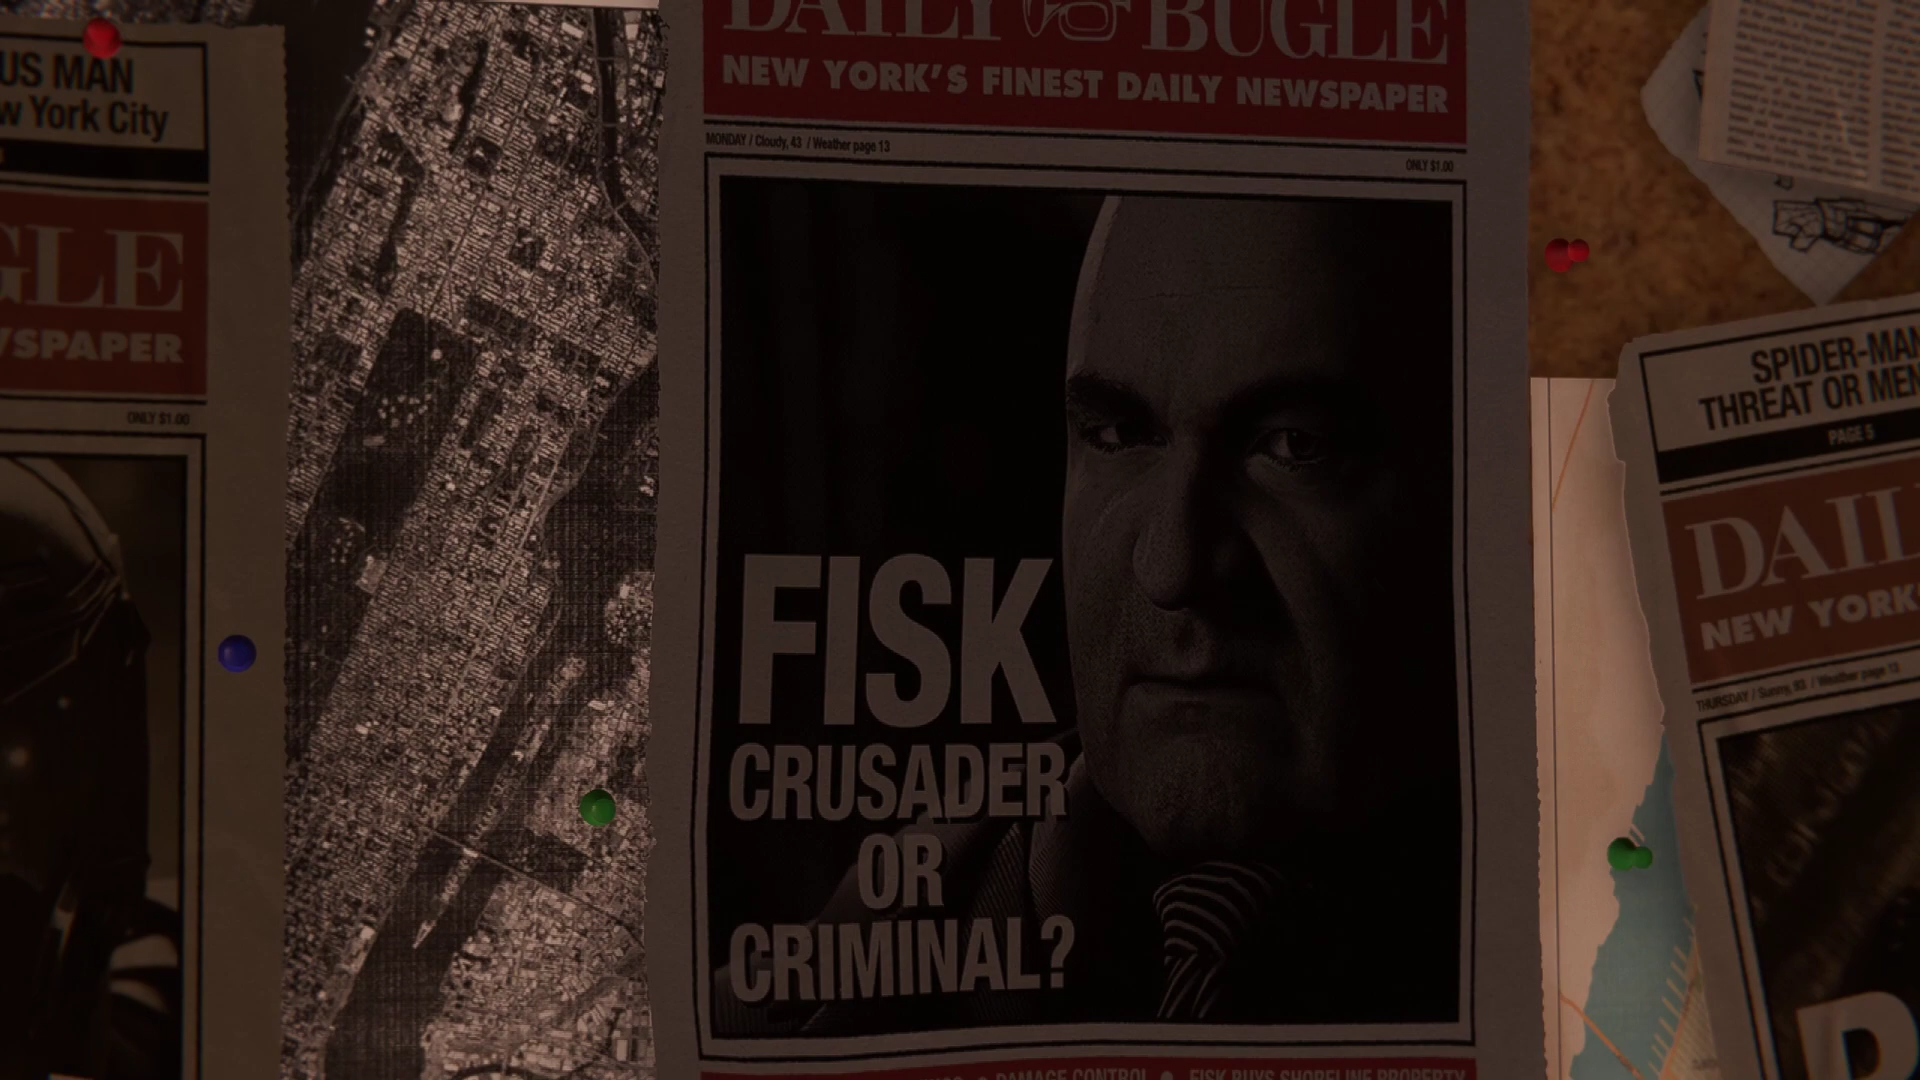 US MAN
w York City
GLE
WSPAPER
ONLY $1.00
DAILY BUGLE
NEW YORK'S FINEST DAILY NEWSPAPER
MONDAY / Cloudy, 43 / Weather page 13
ONLY $1.00
FISK
CRUSADER
OR
CRIMINAL?
DAMAGE CONTROL • FISK BUYS SHORELINE PROPERTY
SPIDER-MAN
THREAT OR MEN
PAGE 5
DAIL
NEW YORK'
THURSDAY / Sunny, 93 / Weather page 13